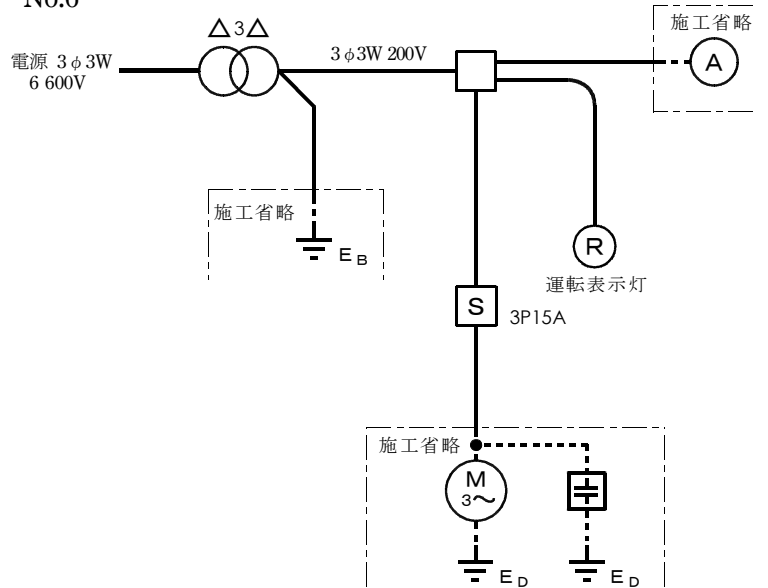 No.6
△3△
施工省略
電源 3φ3W
6 600V
3φ3W 200V
A
施工省略
E B
R
運転表示灯
S
3P15A
施工省略
M
3~
E D
E D